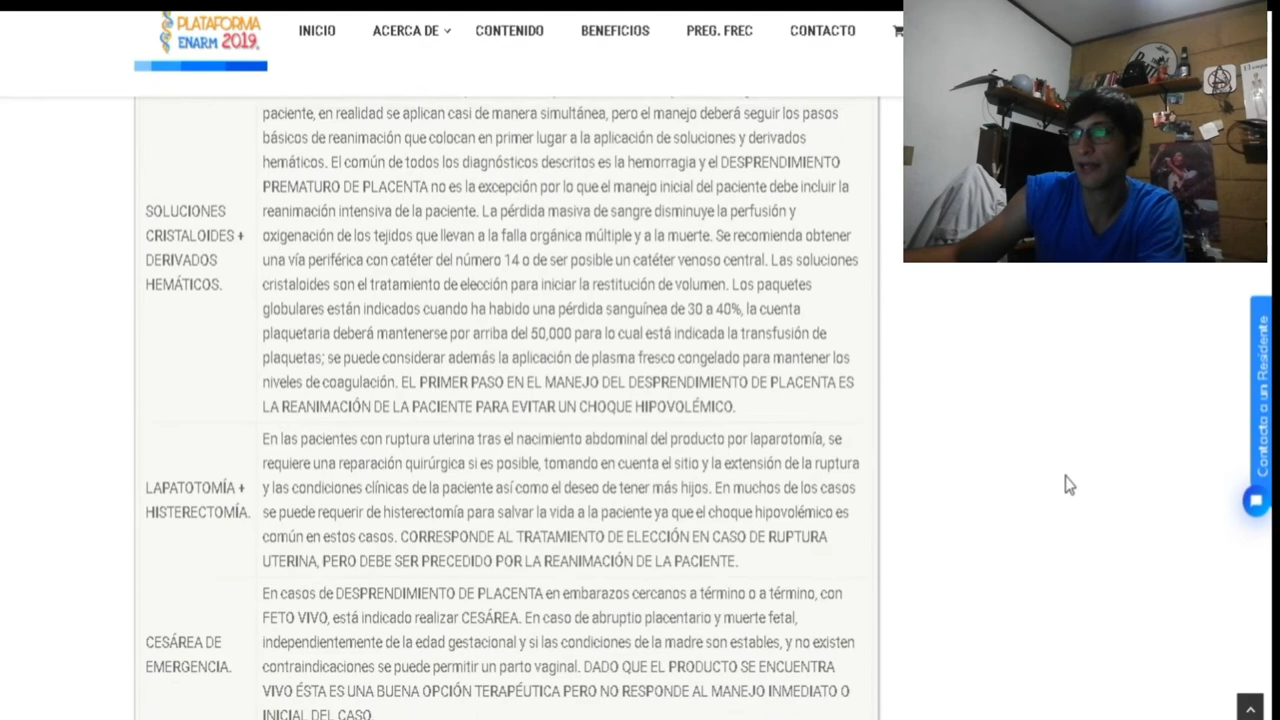 PLATAFORMA
ENARM 2019.
INICIO
ACERCA DE
CONTENIDO
BENEFICIOS
PREG. FREC
CONTACTO
paciente, en realidad se aplican casi de manera simultánea, pero el manejo deberá seguir los pasos
básicos de reanimación que colocan en primer lugar a la aplicación de soluciones y derivados
hemáticos. El común de todos los diagnósticos descritos es la hemorragia y el DESPRENDIMIENTO
PREMATURO DE PLACENTA no es la excepción por lo que el manejo inicial del paciente debe incluir la
SOLUCIONES
CRISTALOIDES +
DERIVADOS
HEMÁTICOS.
reanimación intensiva de la paciente. La pérdida masiva de sangre disminuye la perfusión y
oxigenación de los tejidos que llevan a la falla orgánica múltiple y a la muerte. Se recomienda obtener
una vía periférica con catéter del número 14 o de ser posible un catéter venoso central. Las soluciones
cristaloides son el tratamiento de elección para iniciar la restitución de volumen. Los paquetes
globulares están indicados cuando ha habido una pérdida sanguínea de 30 a 40%, la cuenta
plaquetaria deberá mantenerse por arriba del 50,000 para lo cual está indicada la transfusión de
plaquetas; se puede considerar además la aplicación de plasma fresco congelado para mantener los
niveles de coagulación. EL PRIMER PASO EN EL MANEJO DEL DESPRENDIMIENTO DE PLACENTA ES
LA REANIMACIÓN DE LA PACIENTE PARA EVITAR UN CHOQUE HIPOVOLÉMICO.
LAPATOTOMÍA +
HISTERECTOMÍA.
En las pacientes con ruptura uterina tras el nacimiento abdominal del producto por laparotomía, se
requiere una reparación quirúrgica si es posible, tomando en cuenta el sitio y la extensión de la ruptura
y las condiciones clínicas de la paciente así como el deseo de tener más hijos. En muchos de los casos
se puede requerir de histerectomía para salvar la vida a la paciente ya que el choque hipovolémico es
común en estos casos. CORRESPONDE AL TRATAMIENTO DE ELECCIÓN EN CASO DE RUPTURA
UTERINA, PERO DEBE SER PRECEDIDO POR LA REANIMACIÓN DE LA PACIENTE.
CESÁREA DE
EMERGENCIA.
En casos de DESPRENDIMIENTO DE PLACENTA en embarazos cercanos a término o a término, con
FETO VIVO, está indicado realizar CESÁREA. En caso de abruptio placentario y muerte fetal,
independientemente de la edad gestacional y si las condiciones de la madre son estables, y no existen
contraindicaciones se puede permitir un parto vaginal. DADO QUE EL PRODUCTO SE ENCUENTRA
VIVO ÉSTA ES UNA BUENA OPCIÓN TERAPÉUTICA PERO NO RESPONDE AL MANEJO INMEDIATO O
INICIAL DEL CASO.
Contacta a un Residente